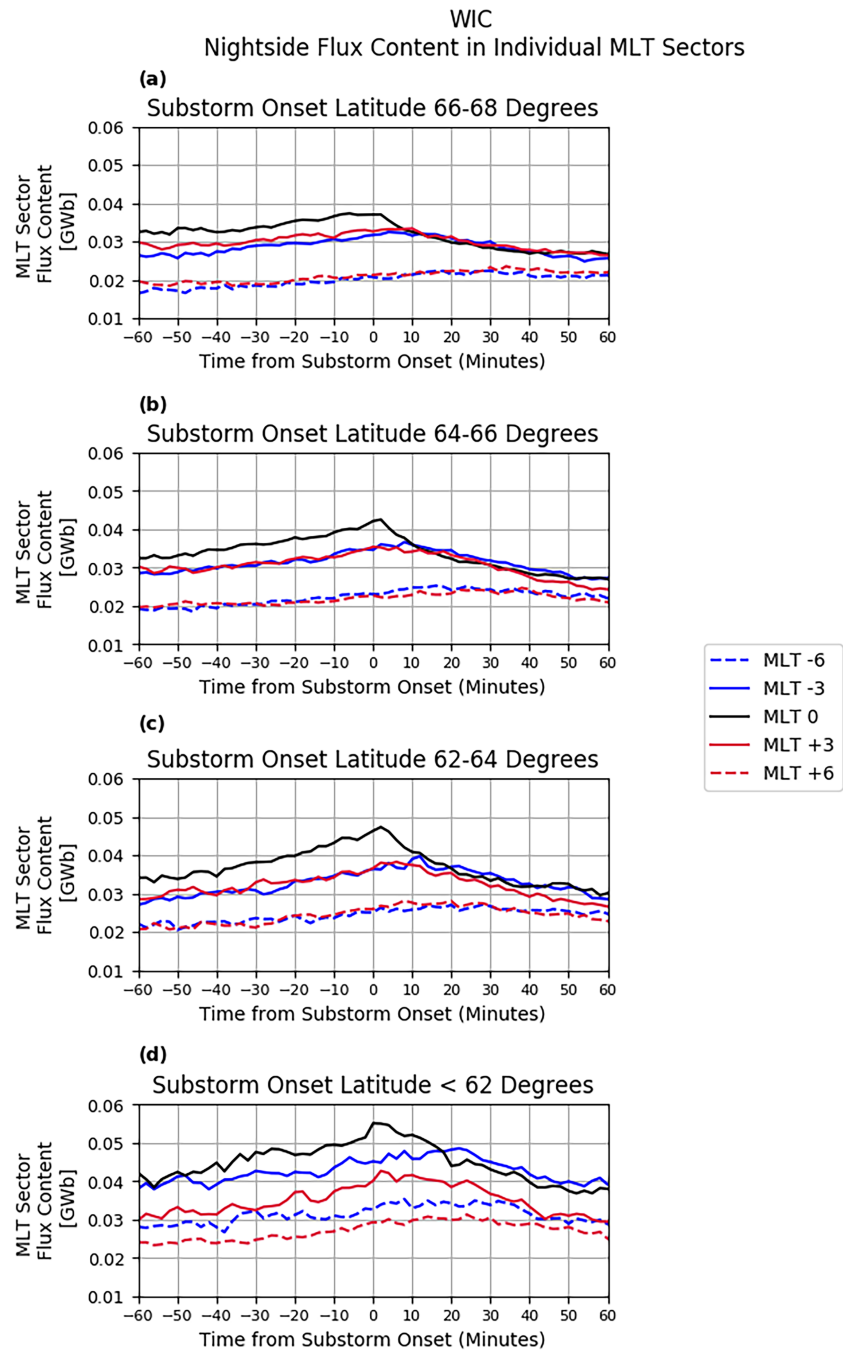 WIC
Nightside Flux Content in Individual MLT Sectors
(a)
Substorm Onset Latitude 66-68 Degrees
MLT Sector
Flux Content
[GWb]
0.06
0.05
0.04
0.03
0.02
0.01
−60 −50 −40 −30 −20 −10 0 10 20 30 40 50 60
Time from Substorm Onset (Minutes)
(b)
Substorm Onset Latitude 64-66 Degrees
MLT Sector
Flux Content
[GWb]
0.06
0.05
0.04
0.03
0.02
0.01
−60 −50 −40 −30 −20 −10 0 10 20 30 40 50 60
Time from Substorm Onset (Minutes)
MLT -6
MLT -3
MLT 0
MLT +3
MLT +6
(c)
Substorm Onset Latitude 62-64 Degrees
MLT Sector
Flux Content
[GWb]
0.06
0.05
0.04
0.03
0.02
0.01
−60 −50 −40 −30 −20 −10 0 10 20 30 40 50 60
Time from Substorm Onset (Minutes)
(d)
Substorm Onset Latitude < 62 Degrees
MLT Sector
Flux Content
[GWb]
0.06
0.05
0.04
0.03
0.02
0.01
−60 −50 −40 −30 −20 −10 0 10 20 30 40 50 60
Time from Substorm Onset (Minutes)